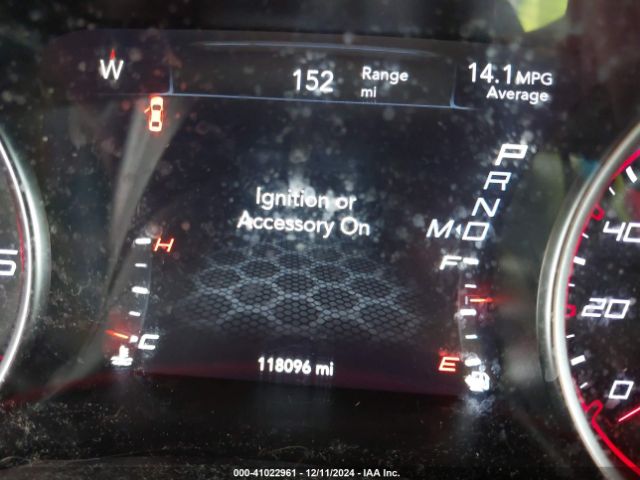 W
152 Range
mi
14.1 MPG
Average
Ignition or
Accessory On
P
R
N
M D
H
C
F
E
118096 mi
5
40
20
0
000-41022961 - 12/11/2024 - IAA Inc.